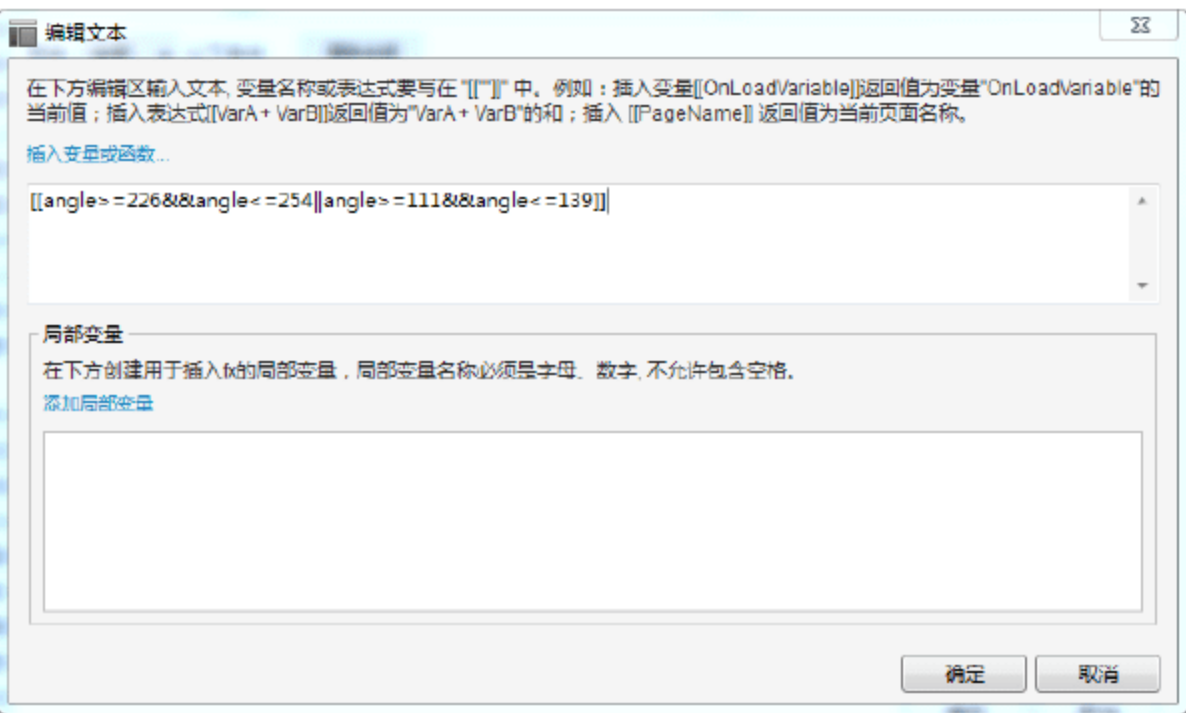 编辑文本
在下方编辑区输入文本, 变量名称或表达式要写在 "[[""]]" 中。例如：插入变量[[OnLoadVariable]]返回值为变量"OnLoadVariable"的
当前值；插入表达式[[VarA + VarB]]返回值为"VarA + VarB"的和；插入 [[PageName]] 返回值为当前页面名称。
插入变量或函数...
[[angle>=226&&angle<=254||angle>=111&&angle<=139]]
局部变量
在下方创建用于插入fx的局部变量，局部变量名称必须是字母、数字, 不允许包含空格。
添加局部变量
确定
取消